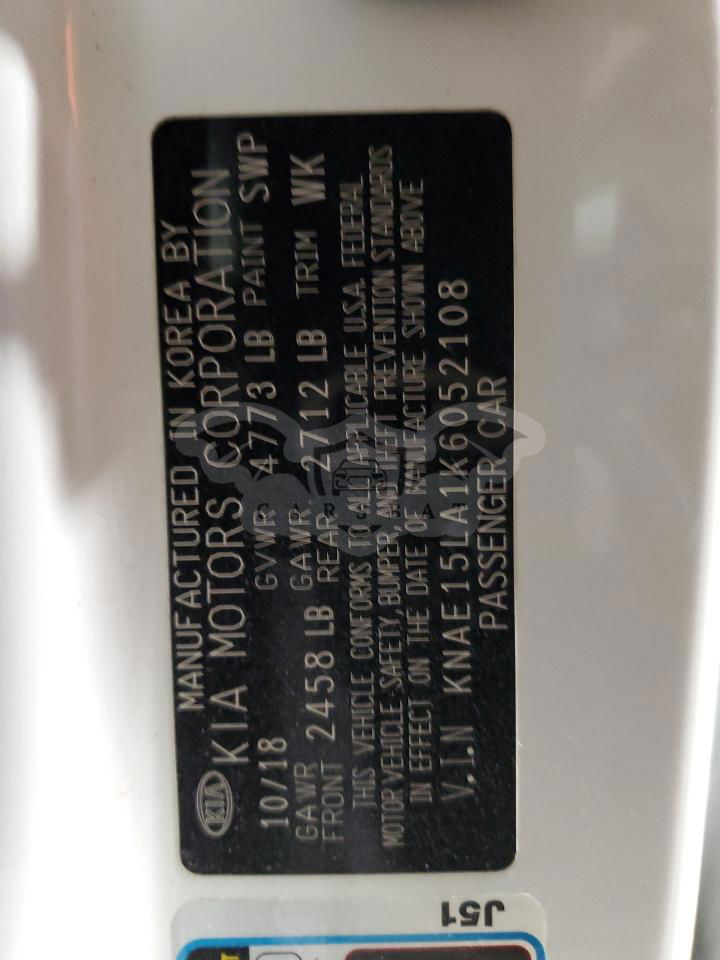 MANUFACTURED IN KOREA BY
KIA KIA MOTORS CORPORATION
10/18 GVWR 4773 LB PAINT SWP
GAWR FRONT 2458 LB GAWR REAR 2712 LB TRIM WK
THIS VEHICLE CONFORMS TO ALL APPLICABLE U.S.A. FEDERAL
MOTOR VEHICLE SAFETY, BUMPER, AND THEFT PREVENTION STANDARDS
IN EFFECT ON THE DATE OF MANUFACTURE SHOWN ABOVE
V.I.N KNAE15LA1K6052108
PASSENGER CAR
J51